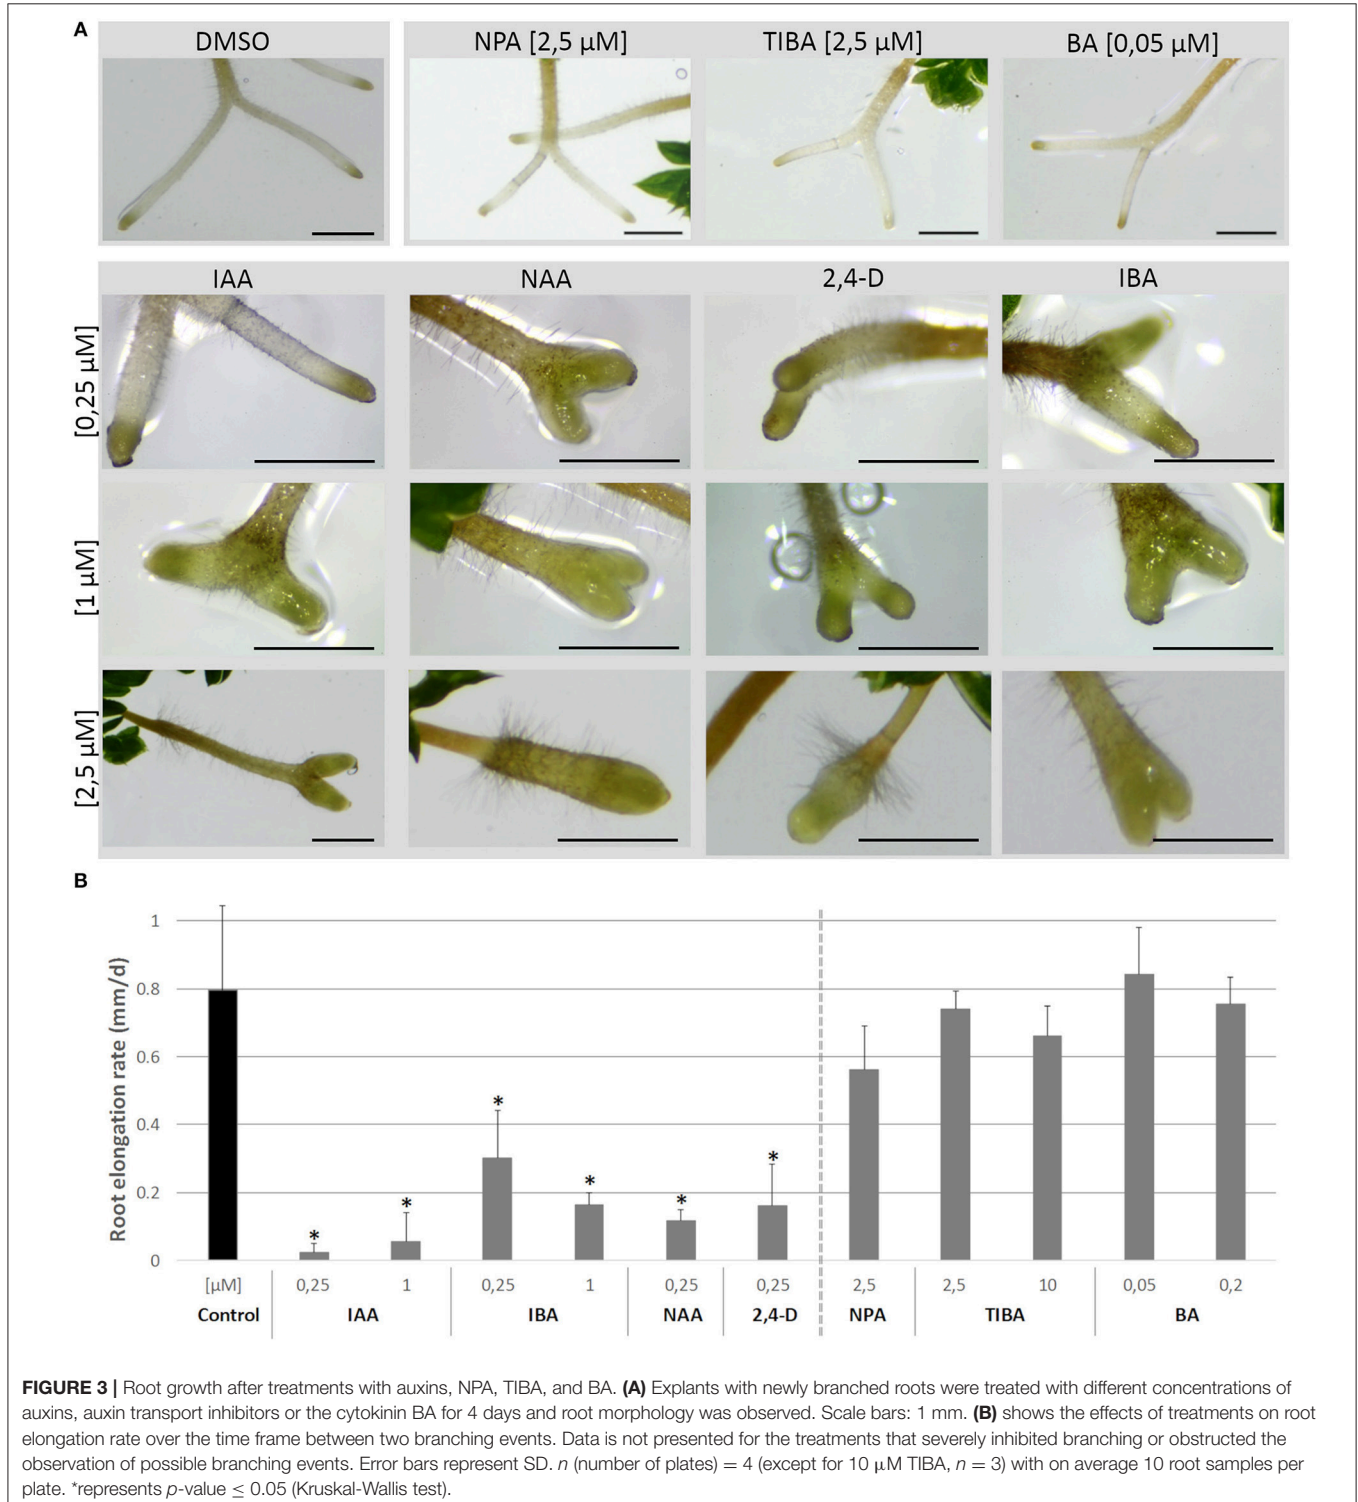 A
DMSO
NPA [2,5 µM]
TIBA [2,5 µM]
BA [0,05 µM]
IAA
NAA
2,4-D
IBA
[0,25 µM]
[1 µM]
[2,5 µM]
B
Root elongation rate (mm/d)
1
0.8
0.6
0.4
0.2
0
* * * * * *
[µM] 0,25 1 0,25 1 0,25 0,25 2,5 2,5 10 0,05 0,2
Control IAA IBA NAA 2,4-D NPA TIBA BA
FIGURE 3 | Root growth after treatments with auxins, NPA, TIBA, and BA. (A) Explants with newly branched roots were treated with different concentrations of
auxins, auxin transport inhibitors or the cytokinin BA for 4 days and root morphology was observed. Scale bars: 1 mm. (B) shows the effects of treatments on root
elongation rate over the time frame between two branching events. Data is not presented for the treatments that severely inhibited branching or obstructed the
observation of possible branching events. Error bars represent SD. n (number of plates) = 4 (except for 10 µM TIBA, n = 3) with on average 10 root samples per
plate. *represents p-value ≤ 0.05 (Kruskal-Wallis test).